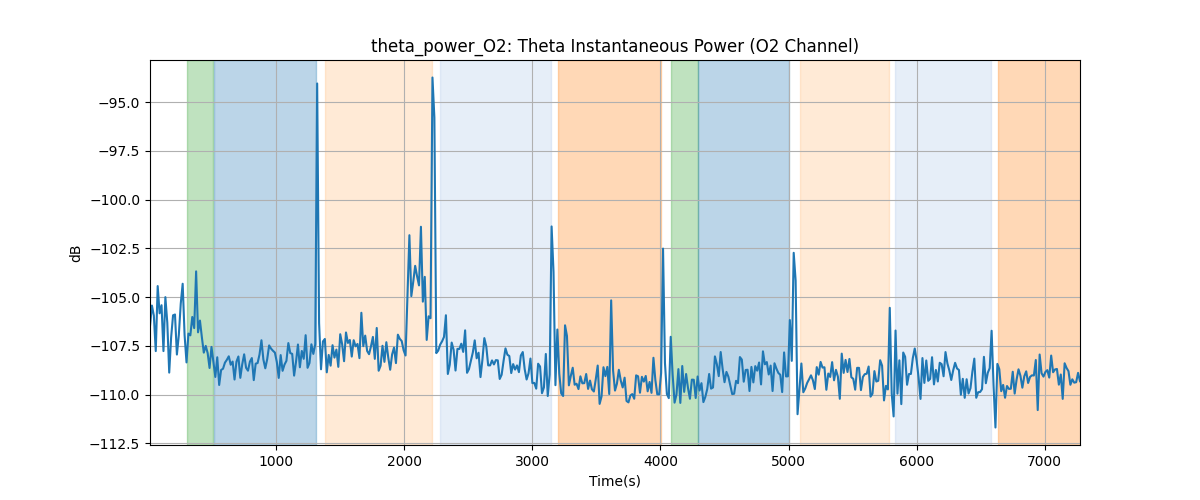 theta_power_O2: Theta Instantaneous Power (O2 Channel)
−95.0
−97.5
−100.0
−102.5
−105.0
−107.5
−110.0
−112.5
dB
1000 2000 3000 4000 5000 6000 7000
Time(s)